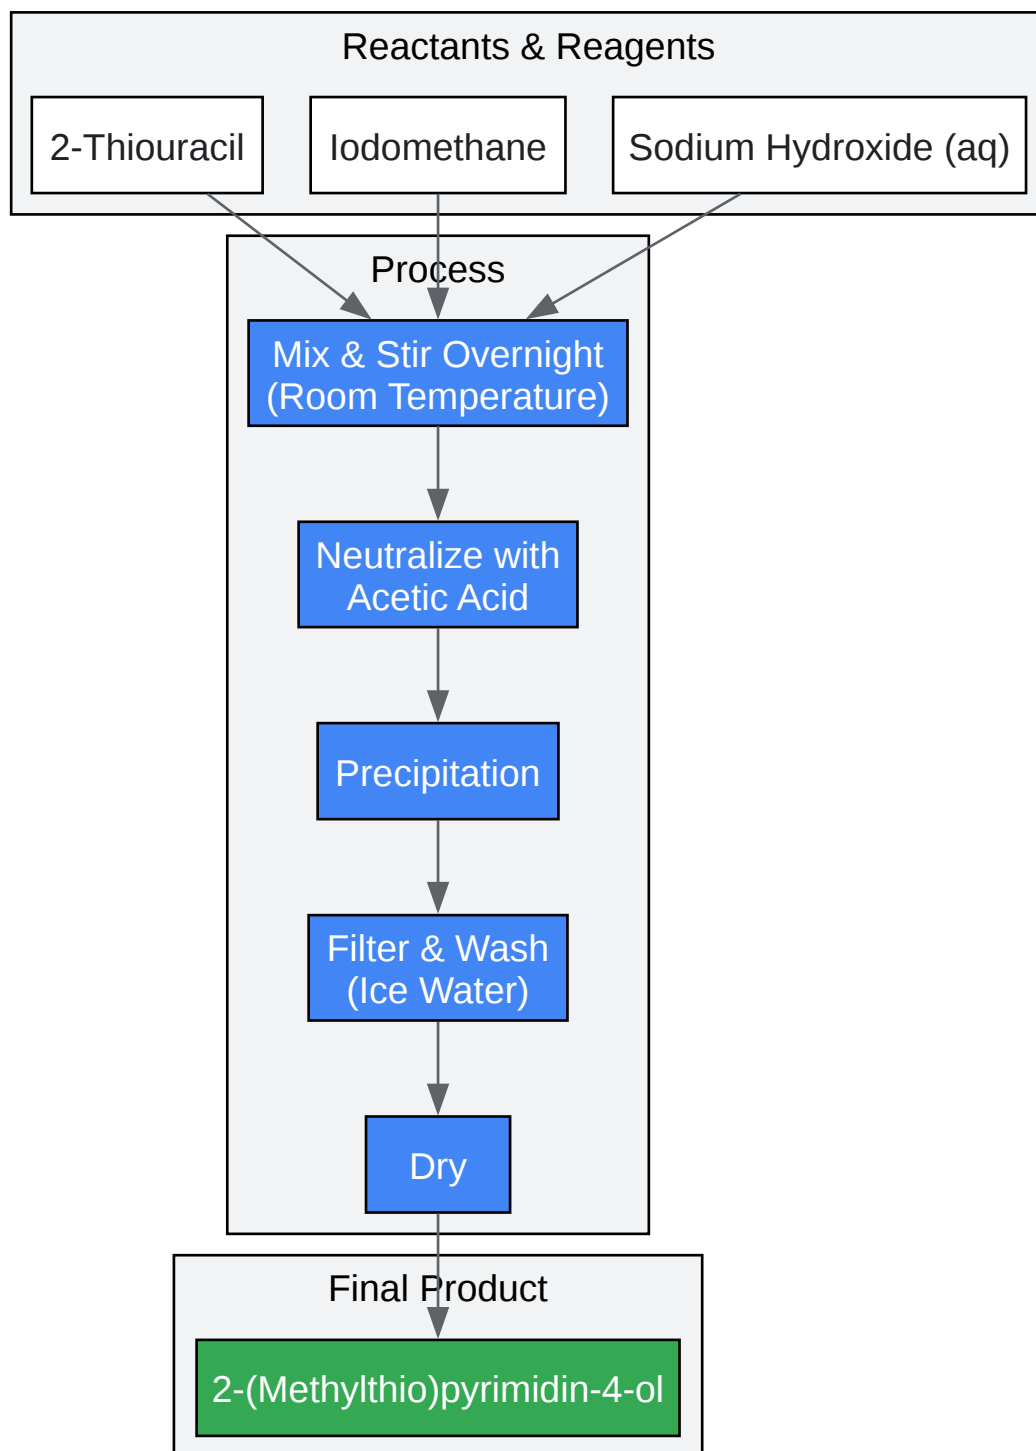 Reactants & Reagents
2-Thiouracil
Iodomethane
Sodium Hydroxide (aq)
Process
Mix & Stir Overnight
(Room Temperature)
Neutralize with
Acetic Acid
Precipitation
Filter & Wash
(Ice Water)
Dry
Final Product
2-(Methylthio)pyrimidin-4-ol